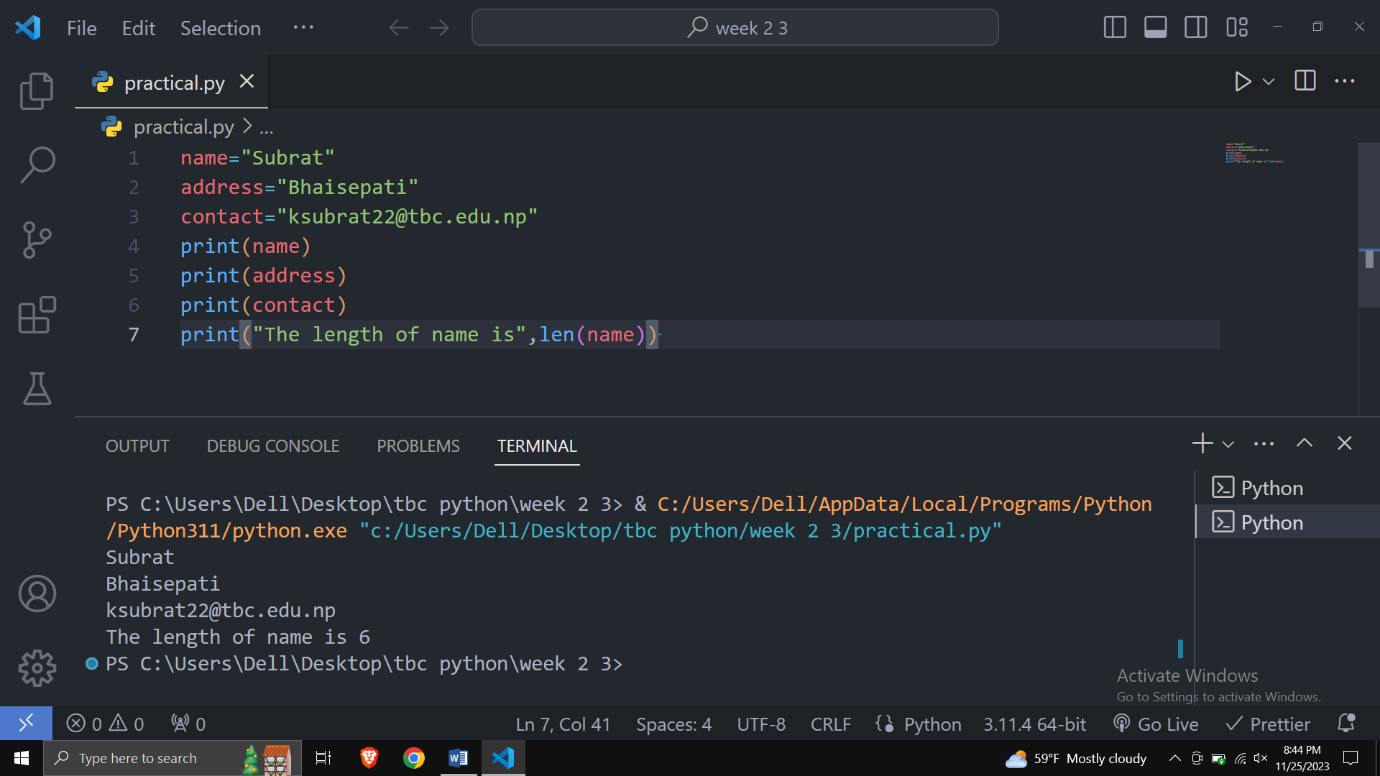 File Edit Selection ··· week 2 3
practical.py
practical.py > ...
1 name="Subrat"
2 address="Bhaisepati"
3 contact="ksubrat22@tbc.edu.np"
4 print(name)
5 print(address)
6 print(contact)
7 print("The length of name is",len(name))
OUTPUT DEBUG CONSOLE PROBLEMS TERMINAL
PS C:\Users\Dell\Desktop\tbc python\week 2 3> & C:/Users/Dell/AppData/Local/Programs/Python
/Python311/python.exe "c:/Users/Dell/Desktop/tbc python/week 2 3/practical.py"
Subrat
Bhaisepati
ksubrat22@tbc.edu.np
The length of name is 6
PS C:\Users\Dell\Desktop\tbc python\week 2 3>
Python
Python
Activate Windows
Go to Settings to activate Windows.
0 0 0 Ln 7, Col 41 Spaces: 4 UTF-8 CRLF Python 3.11.4 64-bit Go Live Prettier
Type here to search 59°F Mostly cloudy 8:44 PM
11/25/2023